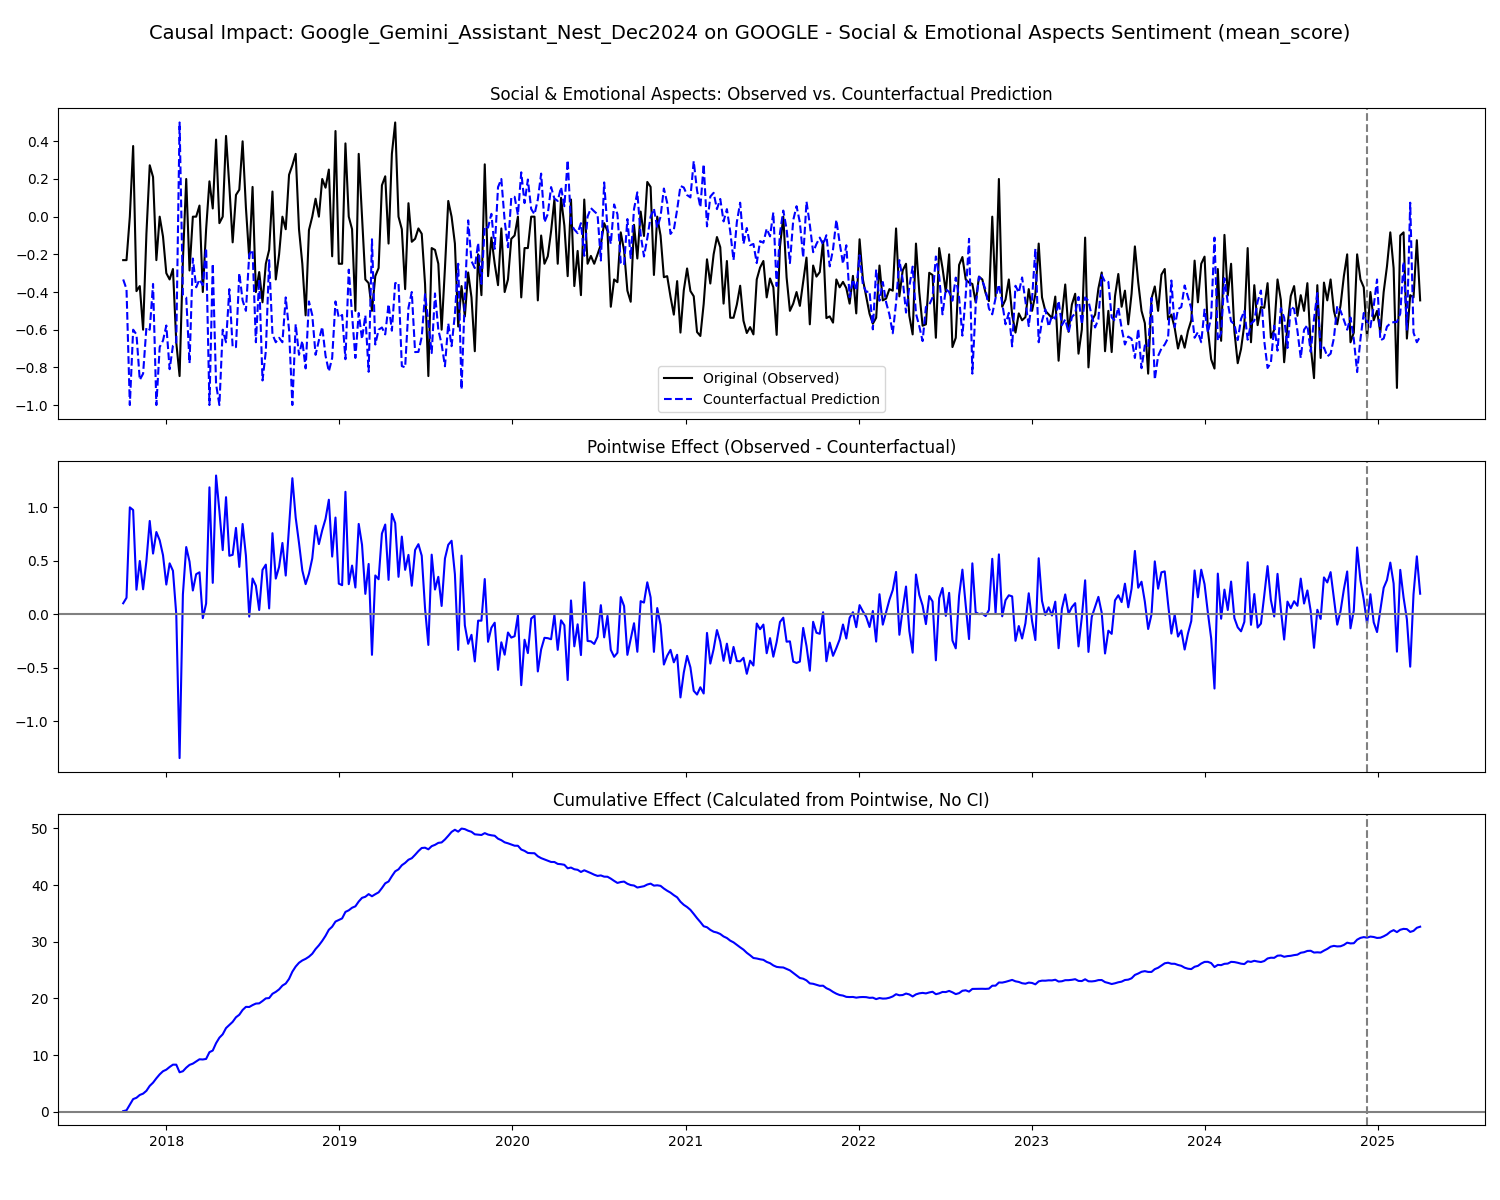 Causal Impact: Google_Gemini_Assistant_Nest_Dec2024 on GOOGLE - Social & Emotional Aspects Sentiment (mean_score)
Social & Emotional Aspects: Observed vs. Counterfactual Prediction
0.4
0.2
0.0
−0.2
−0.4
−0.6
−0.8
−1.0
Original (Observed)
Counterfactual Prediction
Pointwise Effect (Observed - Counterfactual)
1.0
0.5
0.0
−0.5
−1.0
Cumulative Effect (Calculated from Pointwise, No CI)
50
40
30
20
10
0
2018 2019 2020 2021 2022 2023 2024 2025